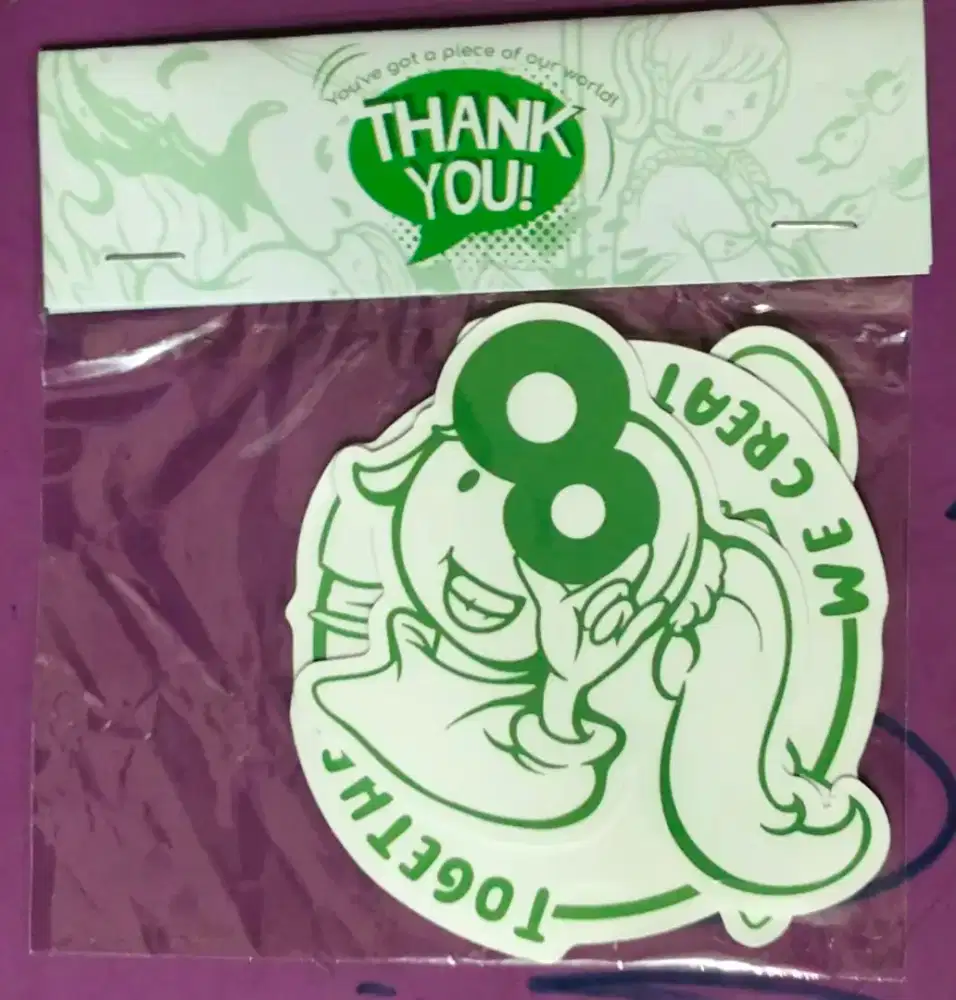 You've got a piece of our world!
THANK
YOU!
8
WE CREAT
TOGETHE